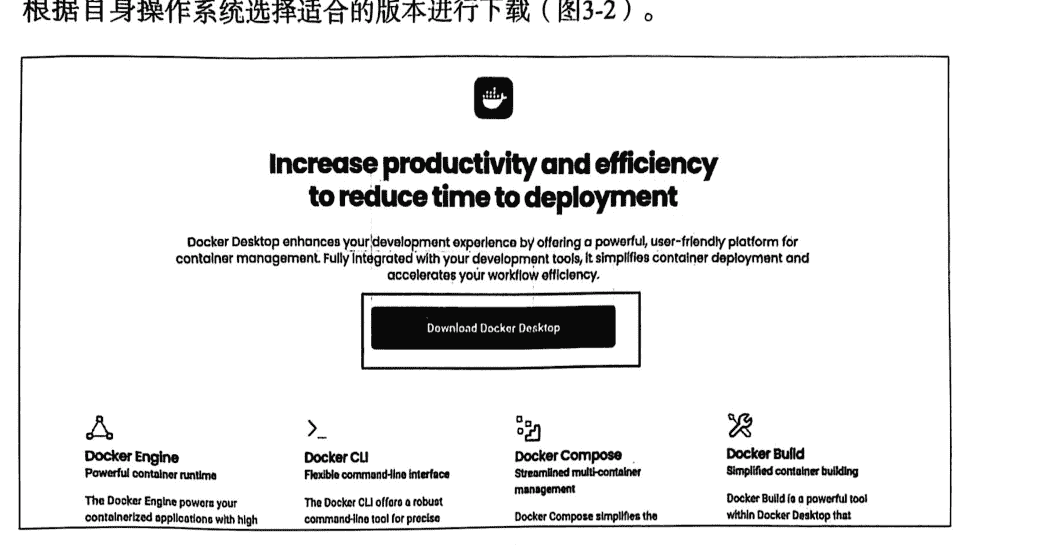 根据自身操作系统选择适合的版本进行下载（图3-2）。
Increase productivity and efficiency
to reduce time to deployment
Docker Desktop enhances your development experience by offering a powerful, user-friendly platform for
container management. Fully integrated with your development tools, it simplifies container deployment and
accelerates your workflow efficiency.
Download Docker Desktop
Docker Engine
Powerful container runtime
The Docker Engine powers your
containerized applications with high
Docker CLI
Flexible command-line interface
The Docker CLI offers a robust
command-line tool for precise
Docker Compose
Streamlined multi-container
management
Docker Compose simplifies the
Docker Build
Simplified container building
Docker Build is a powerful tool
within Docker Desktop that